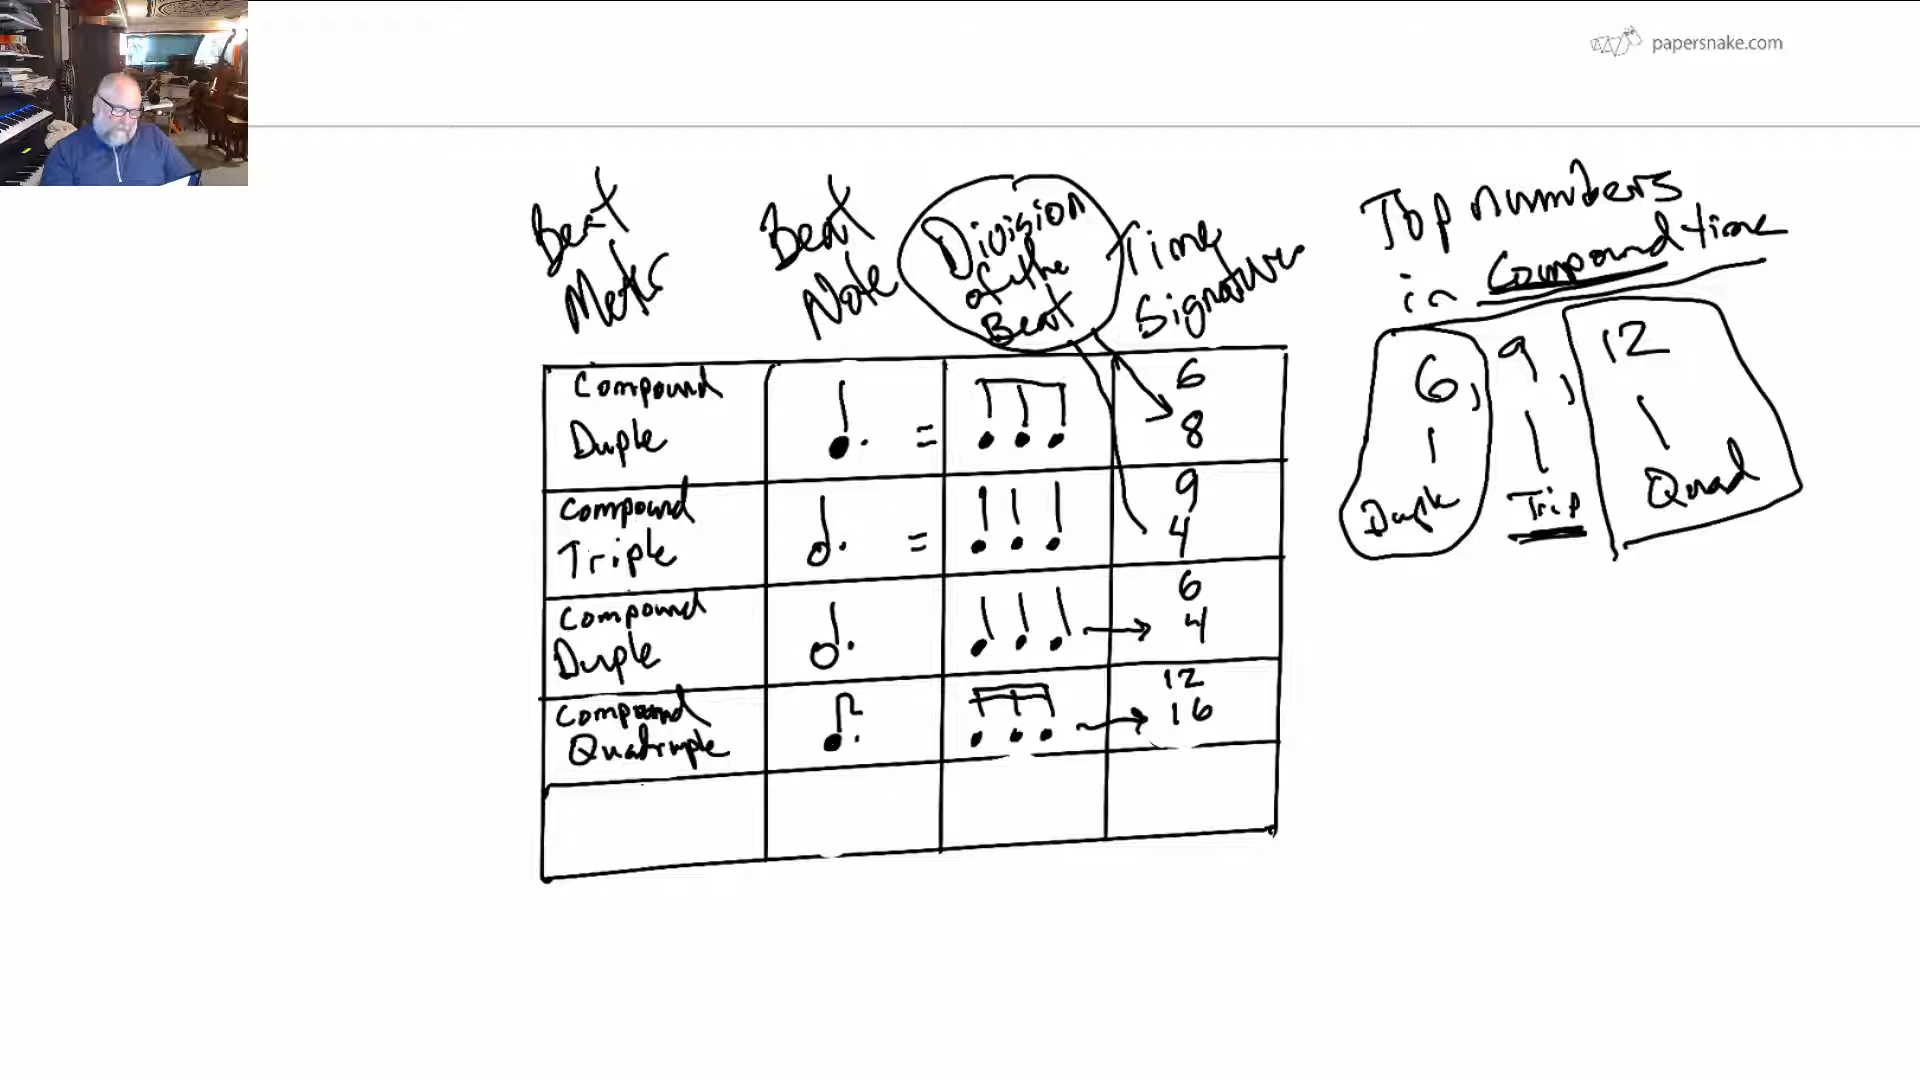 papersnake.com
Beat
Meter
Beat
Note
Division
of the
Beat
Time
Signature
Top numbers
in Compound time
6, 9, 12
Duple Trip Quad
Compound
Duple
=
6
8
Compound
Triple
=
9
4
Compound
Duple
6
4
Compound
Quadruple
12
16